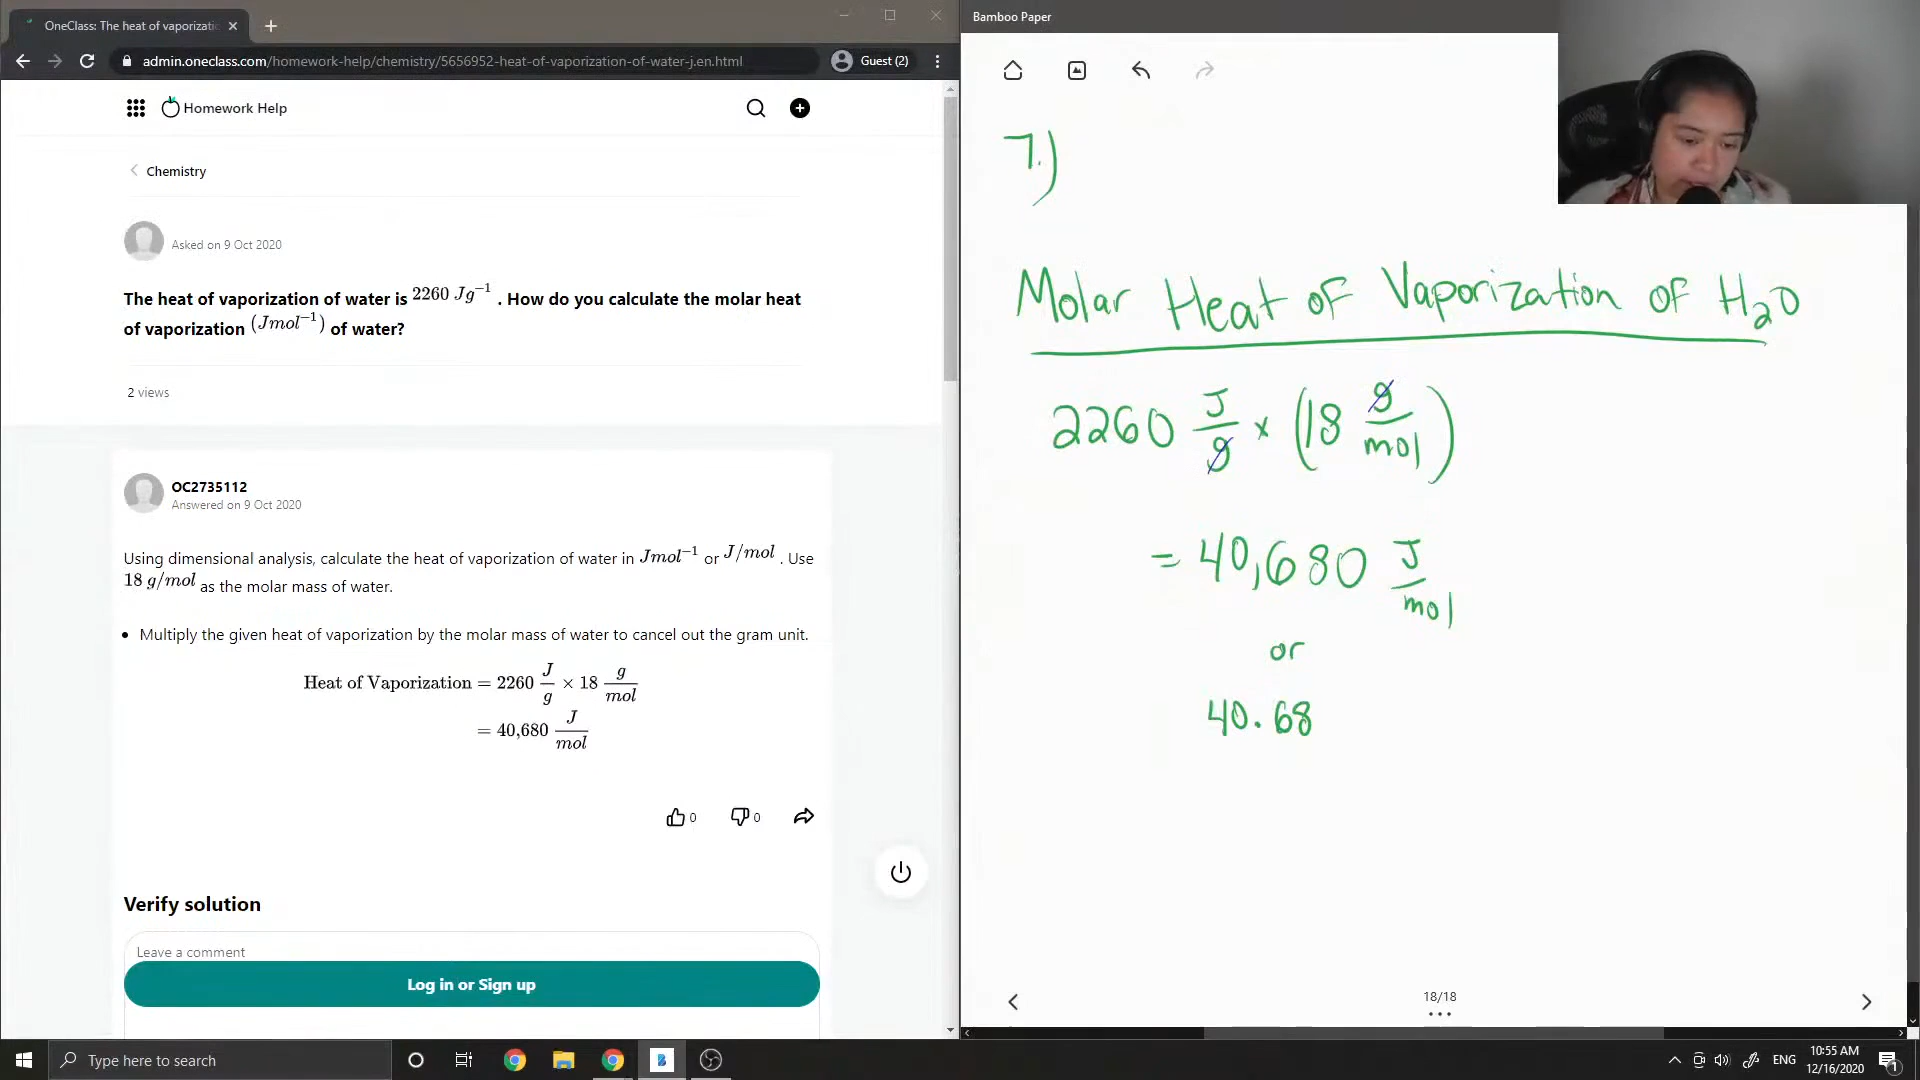 OneClass: The heat of vaporizati
admin.oneclass.com/homework-help/chemistry/5656952-heat-of-vaporization-of-water-j.en.html
Guest (2)
Homework Help
Chemistry
Asked on 9 Oct 2020
The heat of vaporization of water is 2260 Jg⁻¹ . How do you calculate the molar heat
of vaporization (Jmol⁻¹) of water?
2 views
OC2735112
Answered on 9 Oct 2020
Using dimensional analysis, calculate the heat of vaporization of water in Jmol⁻¹ or J/mol . Use
18 g/mol as the molar mass of water.
• Multiply the given heat of vaporization by the molar mass of water to cancel out the gram unit.
Heat of Vaporization = 2260 J/g × 18 g/mol
= 40,680 J/mol
0
0
Verify solution
Leave a comment
Log in or Sign up
Bamboo Paper
7.)
Molar Heat of Vaporization of H₂O
2260 J/g × (18 g/mol)
= 40,680 J/mol
or
40.68
18/18
Type here to search
B
ENG
10:55 AM
12/16/2020
1